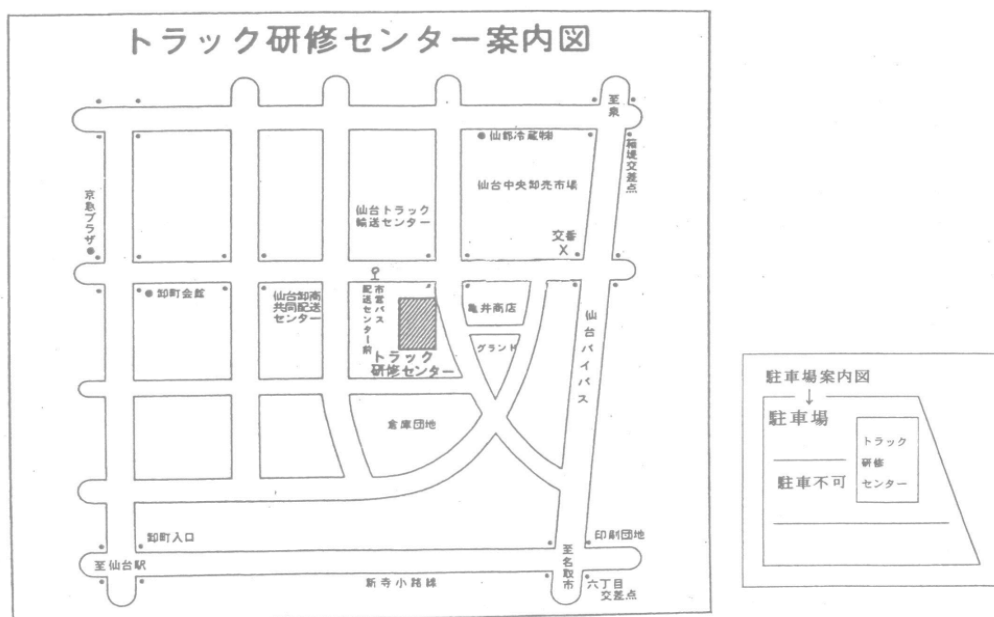 トラック研修センター案内図
至泉
仙都冷蔵㈱
箱堤交差点
仙台中央卸売市場
京急プラザ
仙台トラック
輸送センター
交番
X
卸町会館
仙台卸商
共同配送
センター
市営バス
配送センター前
亀井商店
仙台バイパス
グランド
トラック
研修センター
倉庫団地
卸町入口
印刷団地
至仙台駅
至名取市
新寺小路線
六丁目
交差点
駐車場案内図
↓
駐車場
トラック
研修
センター
駐車不可